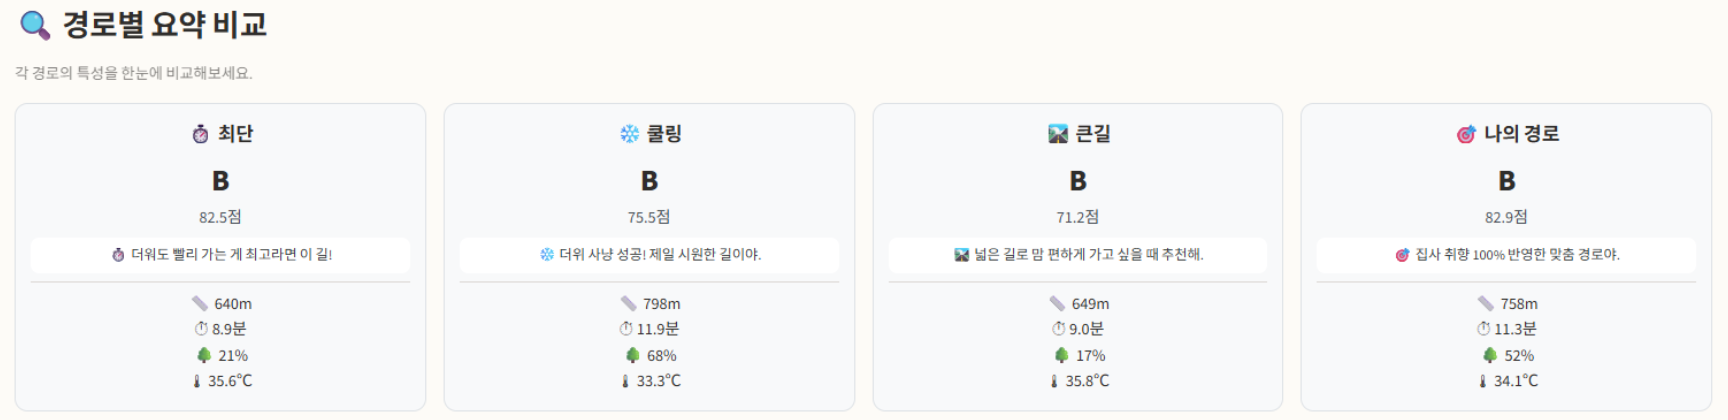 경로별 요약 비교
각 경로의 특성을 한눈에 비교해보세요.
최단
B
82.5점
더워도 빨리 가는 게 최고라면 이 길!
640m
8.9분
21%
35.6℃
쿨링
B
75.5점
더위 사냥 성공! 제일 시원한 길이야.
798m
11.9분
68%
33.3℃
큰길
B
71.2점
넓은 길로 맘 편하게 가고 싶을 때 추천해.
649m
9.0분
17%
35.8℃
나의 경로
B
82.9점
집사 취향 100% 반영한 맞춤 경로야.
758m
11.3분
52%
34.1℃